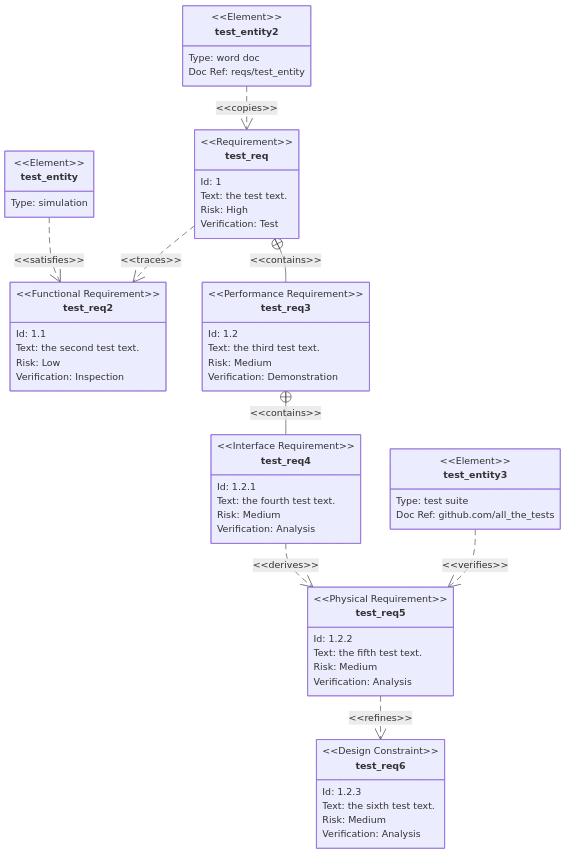 <<Element>>
test_entity2
Type: word doc
Doc Ref: reqs/test_entity
<<copies>>
<<Requirement>>
test_req
Id: 1
Text: the test text.
Risk: High
Verification: Test
<<Element>>
test_entity
Type: simulation
<<satisfies>>
<<traces>>
<<contains>>
<<Functional Requirement>>
test_req2
Id: 1.1
Text: the second test text.
Risk: Low
Verification: Inspection
<<Performance Requirement>>
test_req3
Id: 1.2
Text: the third test text.
Risk: Medium
Verification: Demonstration
<<contains>>
<<Interface Requirement>>
test_req4
Id: 1.2.1
Text: the fourth test text.
Risk: Medium
Verification: Analysis
<<Element>>
test_entity3
Type: test suite
Doc Ref: github.com/all_the_tests
<<derives>>
<<verifies>>
<<Physical Requirement>>
test_req5
Id: 1.2.2
Text: the fifth test text.
Risk: Medium
Verification: Analysis
<<refines>>
<<Design Constraint>>
test_req6
Id: 1.2.3
Text: the sixth test text.
Risk: Medium
Verification: Analysis